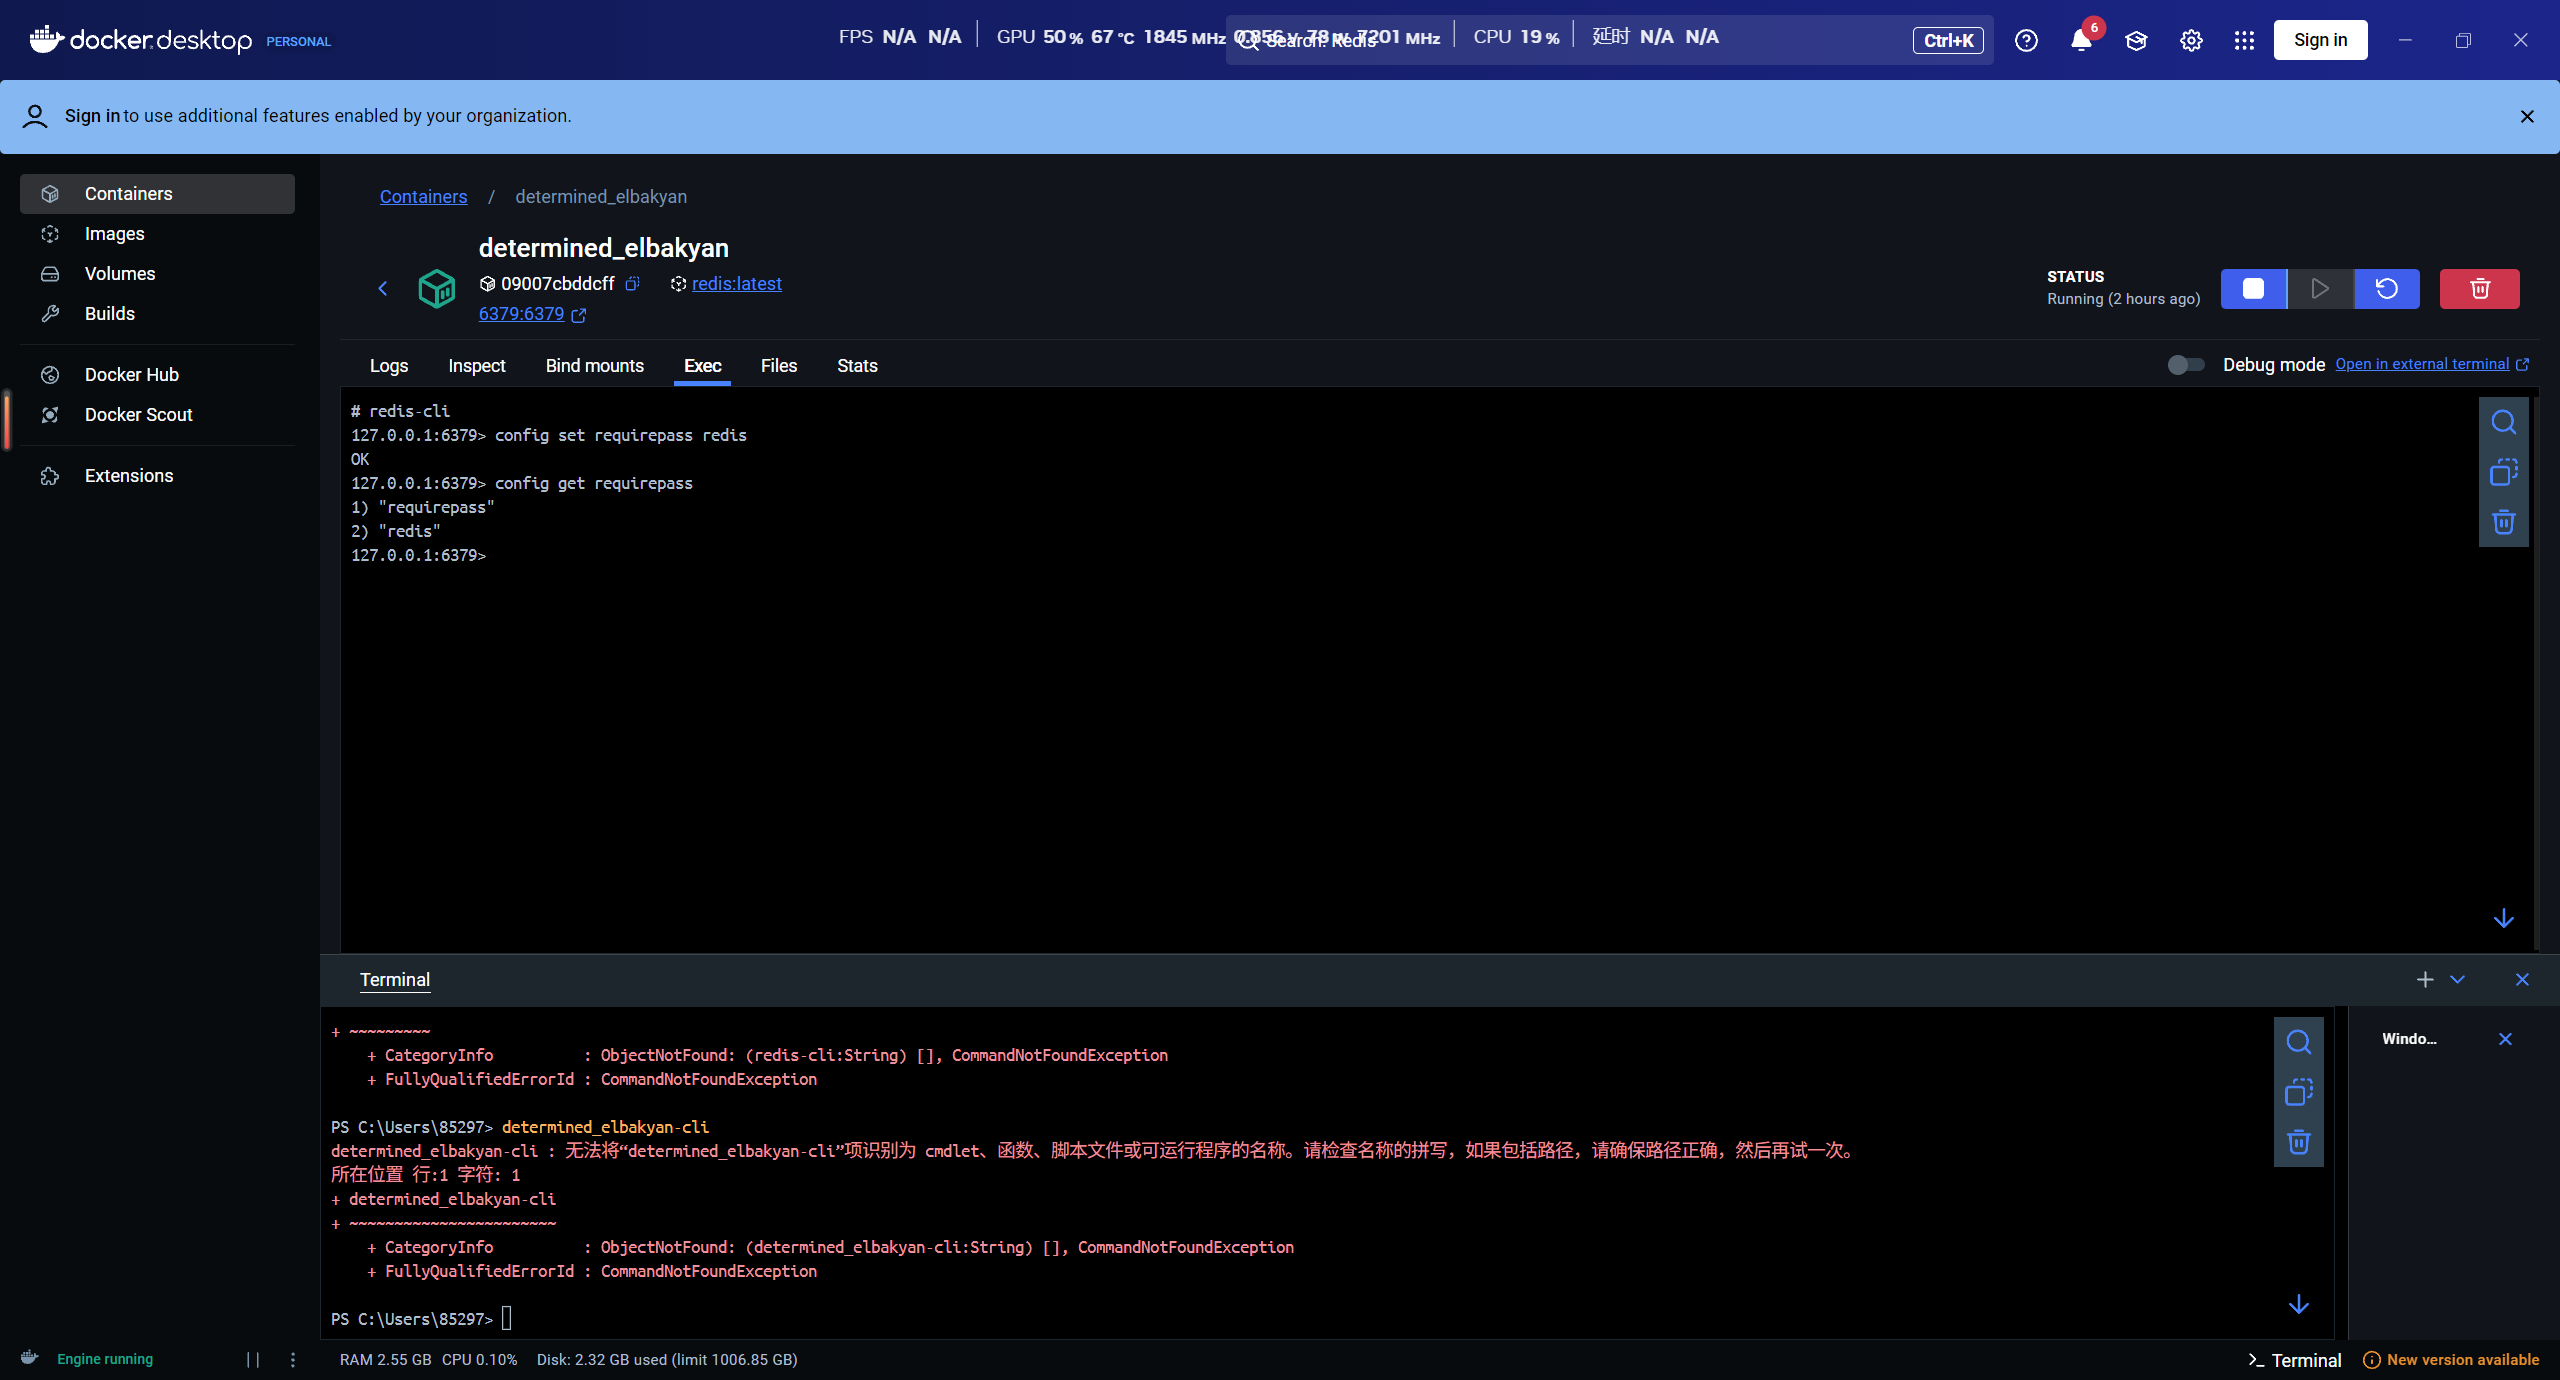 docker desktop PERSONAL
FPS N/A N/A GPU 50 % 67 °C 1845 MHz 0.856 V 78 W 7201 MHz CPU 19 % 延时 N/A N/A
Search: Redis
Ctrl+K
6
Sign in
Sign in to use additional features enabled by your organization.
Containers
Images
Volumes
Builds
Docker Hub
Docker Scout
Extensions
Containers / determined_elbakyan
determined_elbakyan
09007cbddcff redis:latest
6379:6379
STATUS
Running (2 hours ago)
Logs Inspect Bind mounts Exec Files Stats
Debug mode Open in external terminal
# redis-cli
127.0.0.1:6379> config set requirepass redis
OK
127.0.0.1:6379> config get requirepass
1) "requirepass"
2) "redis"
127.0.0.1:6379>
Terminal
+ ~~~~~~~~~
+ CategoryInfo : ObjectNotFound: (redis-cli:String) [], CommandNotFoundException
+ FullyQualifiedErrorId : CommandNotFoundException
PS C:\Users\85297> determined_elbakyan-cli
determined_elbakyan-cli : 无法将“determined_elbakyan-cli”项识别为 cmdlet、函数、脚本文件或可运行程序的名称。请检查名称的拼写，如果包括路径，请确保路径正确，然后再试一次。
所在位置 行:1 字符: 1
+ determined_elbakyan-cli
+ ~~~~~~~~~~~~~~~~~~~~~~~
+ CategoryInfo : ObjectNotFound: (determined_elbakyan-cli:String) [], CommandNotFoundException
+ FullyQualifiedErrorId : CommandNotFoundException
PS C:\Users\85297>
Windo...
Engine running
RAM 2.55 GB CPU 0.10% Disk: 2.32 GB used (limit 1006.85 GB)
Terminal
New version available